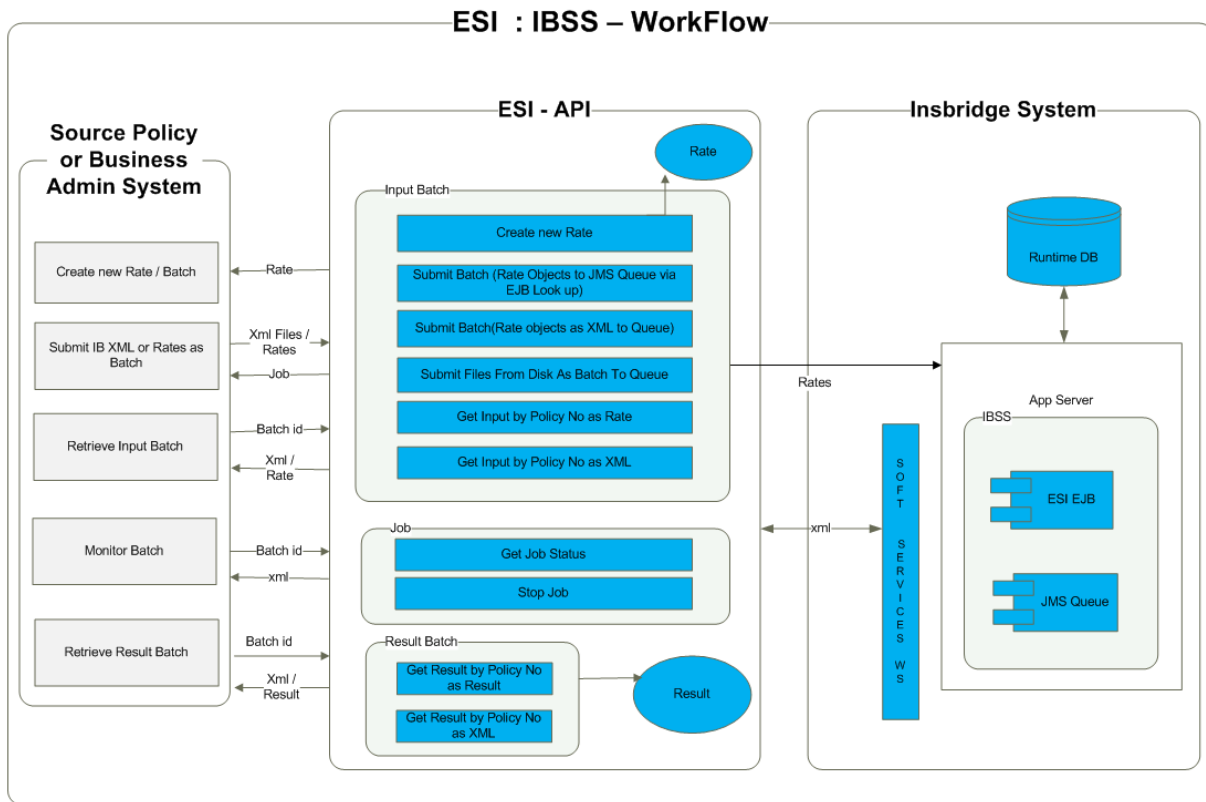 ESI : IBSS – WorkFlow
Source Policy
or Business
Admin System
Create new Rate / Batch
Submit IB XML or Rates as
Batch
Retrieve Input Batch
Monitor Batch
Retrieve Result Batch
Rate
Xml Files /
Rates
Job
Batch id
Xml /
Rate
Batch id
xml
Batch id
Xml /
Result
ESI - API
Rate
Input Batch
Create new Rate
Submit Batch (Rate Objects to JMS Queue via
EJB Look up)
Submit Batch(Rate objects as XML to Queue)
Submit Files From Disk As Batch To Queue
Get Input by Policy No as Rate
Get Input by Policy No as XML
Job
Get Job Status
Stop Job
Result Batch
Get Result by Policy No
as Result
Get Result by Policy No
as XML
Result
Rates
xml
Insbridge System
Runtime DB
App Server
IBSS
ESI EJB
JMS Queue
SOFT SERVICES WS